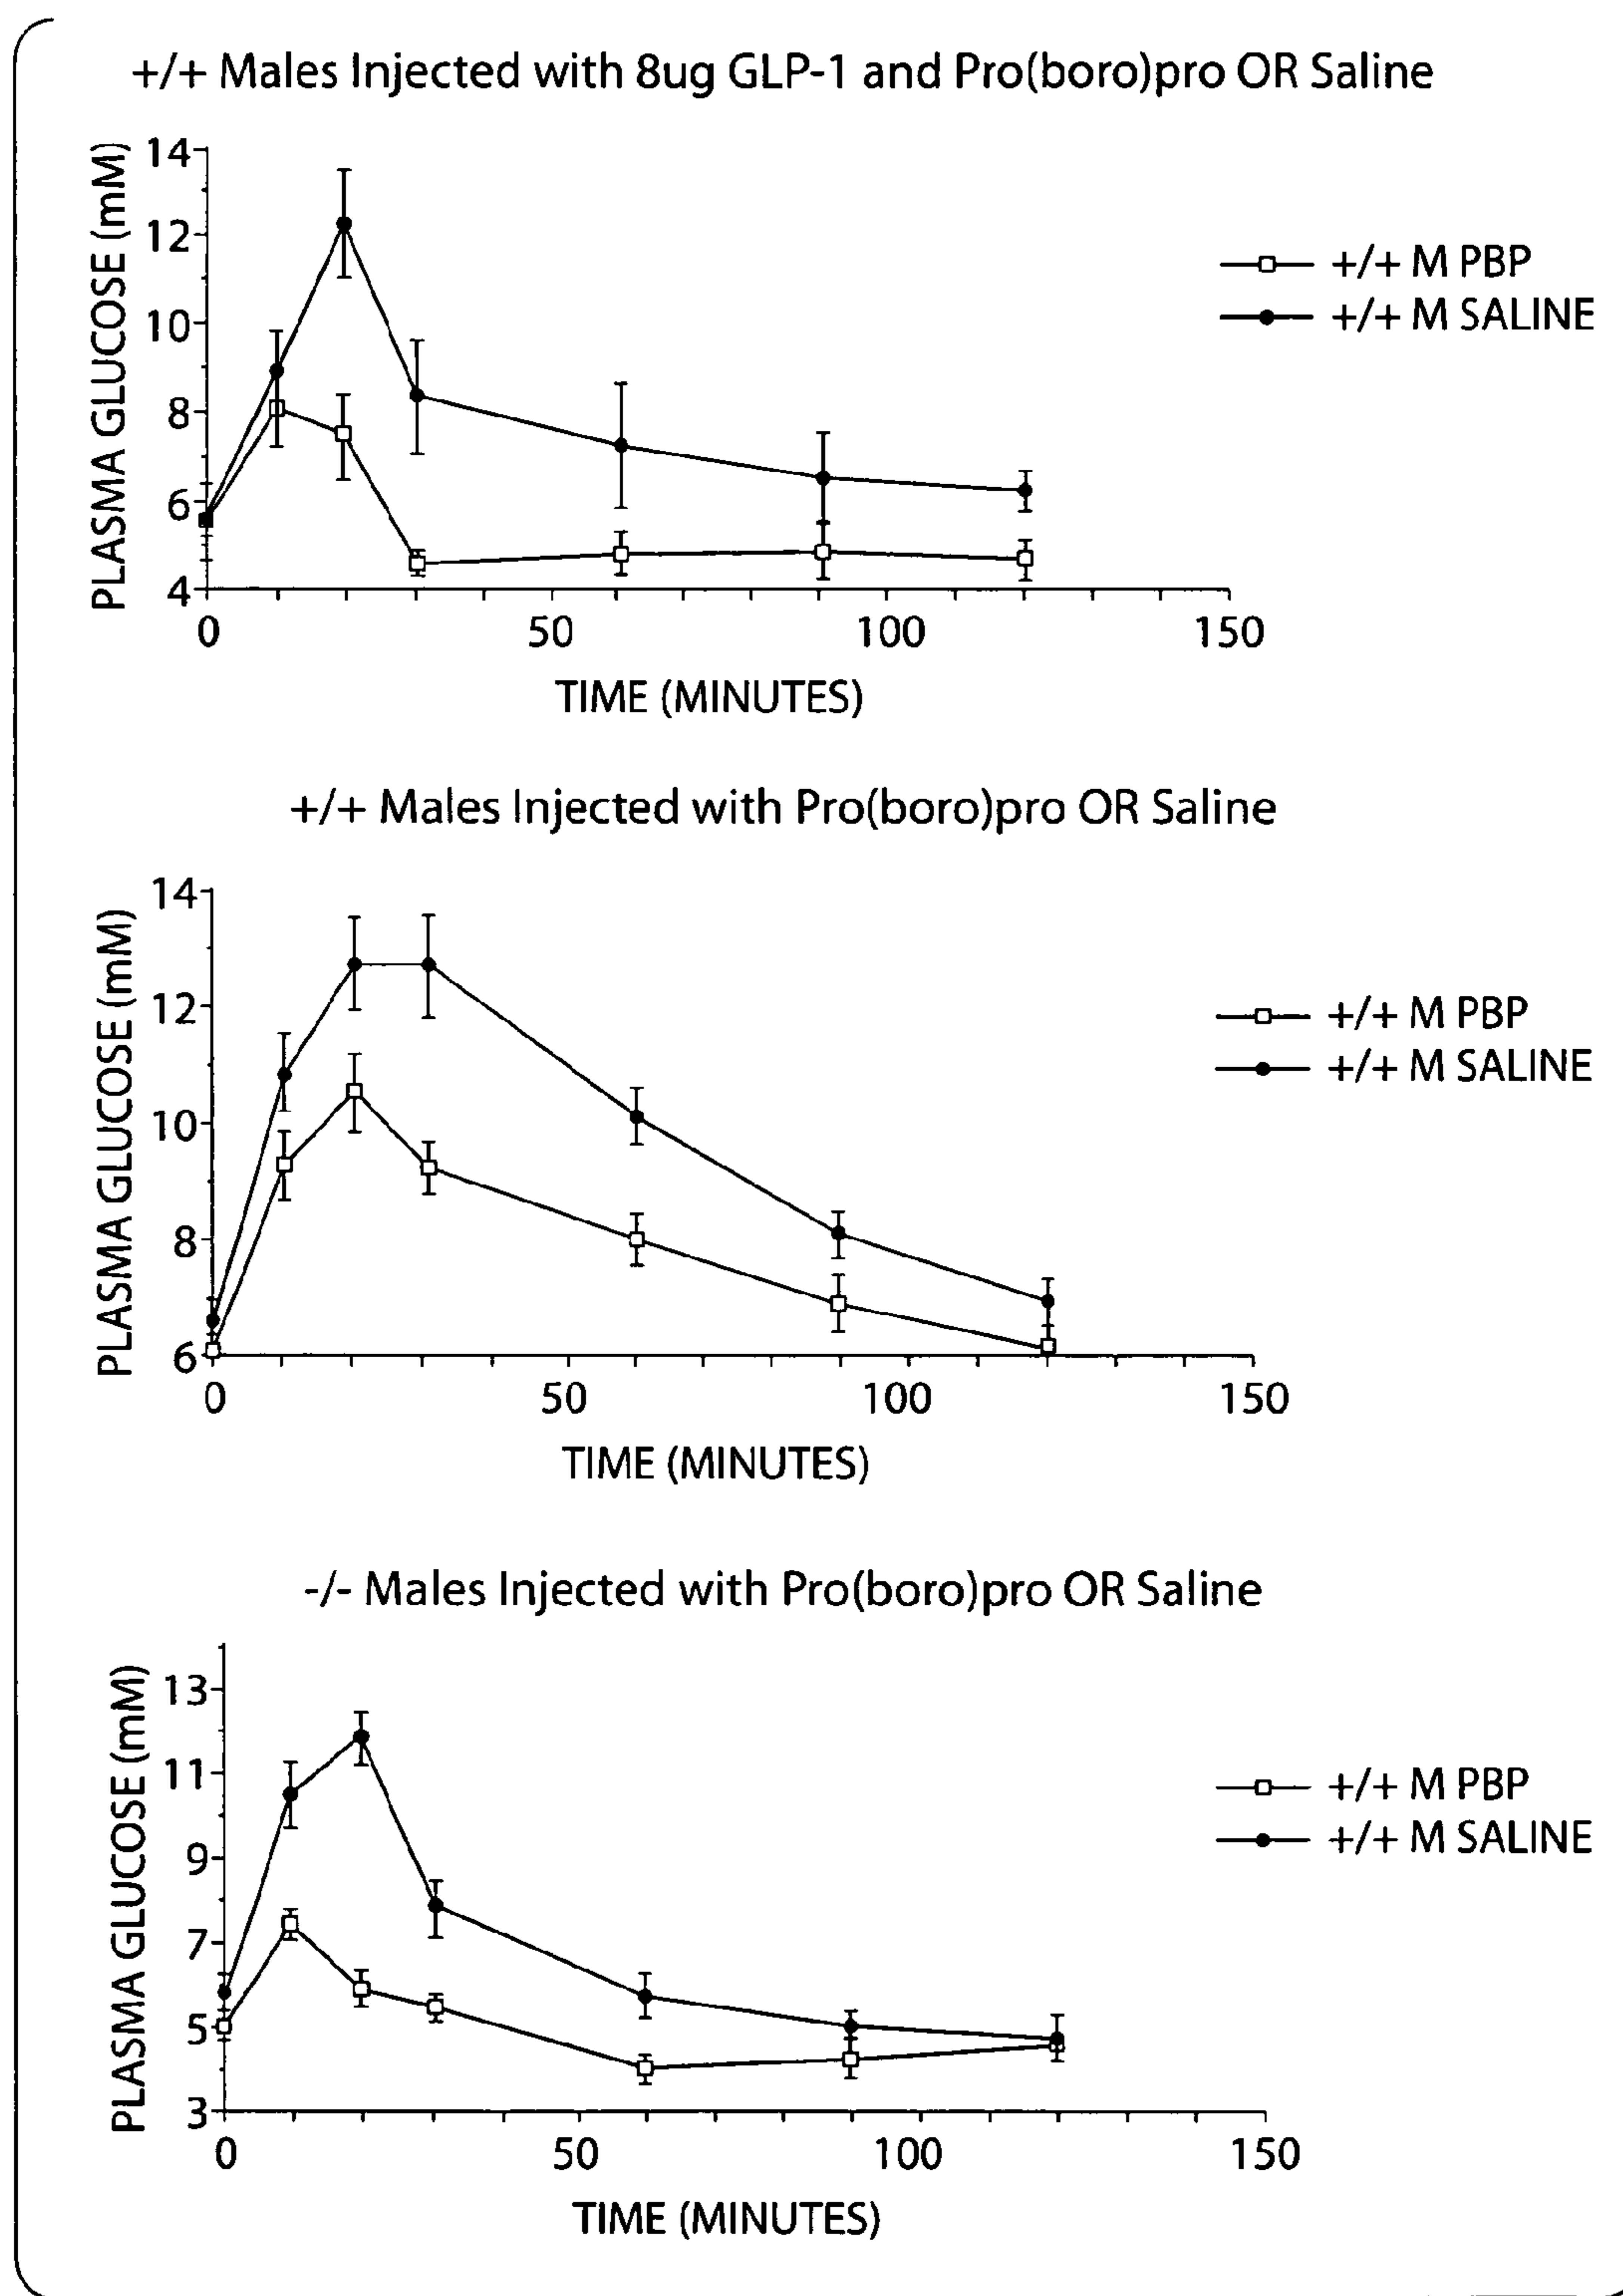 +/+ Males Injected with 8ug GLP-1 and Pro(boro)pro OR Saline
PLASMA GLUCOSE (mM)
14
12
10
8
6
4
0 50 100 150
TIME (MINUTES)
+/+ M PBP
+/+ M SALINE
+/+ Males Injected with Pro(boro)pro OR Saline
PLASMA GLUCOSE (mM)
14
12
10
8
6
0 50 100 150
TIME (MINUTES)
+/+ M PBP
+/+ M SALINE
-/- Males Injected with Pro(boro)pro OR Saline
PLASMA GLUCOSE (mM)
13
11
9
7
5
3
0 50 100 150
TIME (MINUTES)
+/+ M PBP
+/+ M SALINE